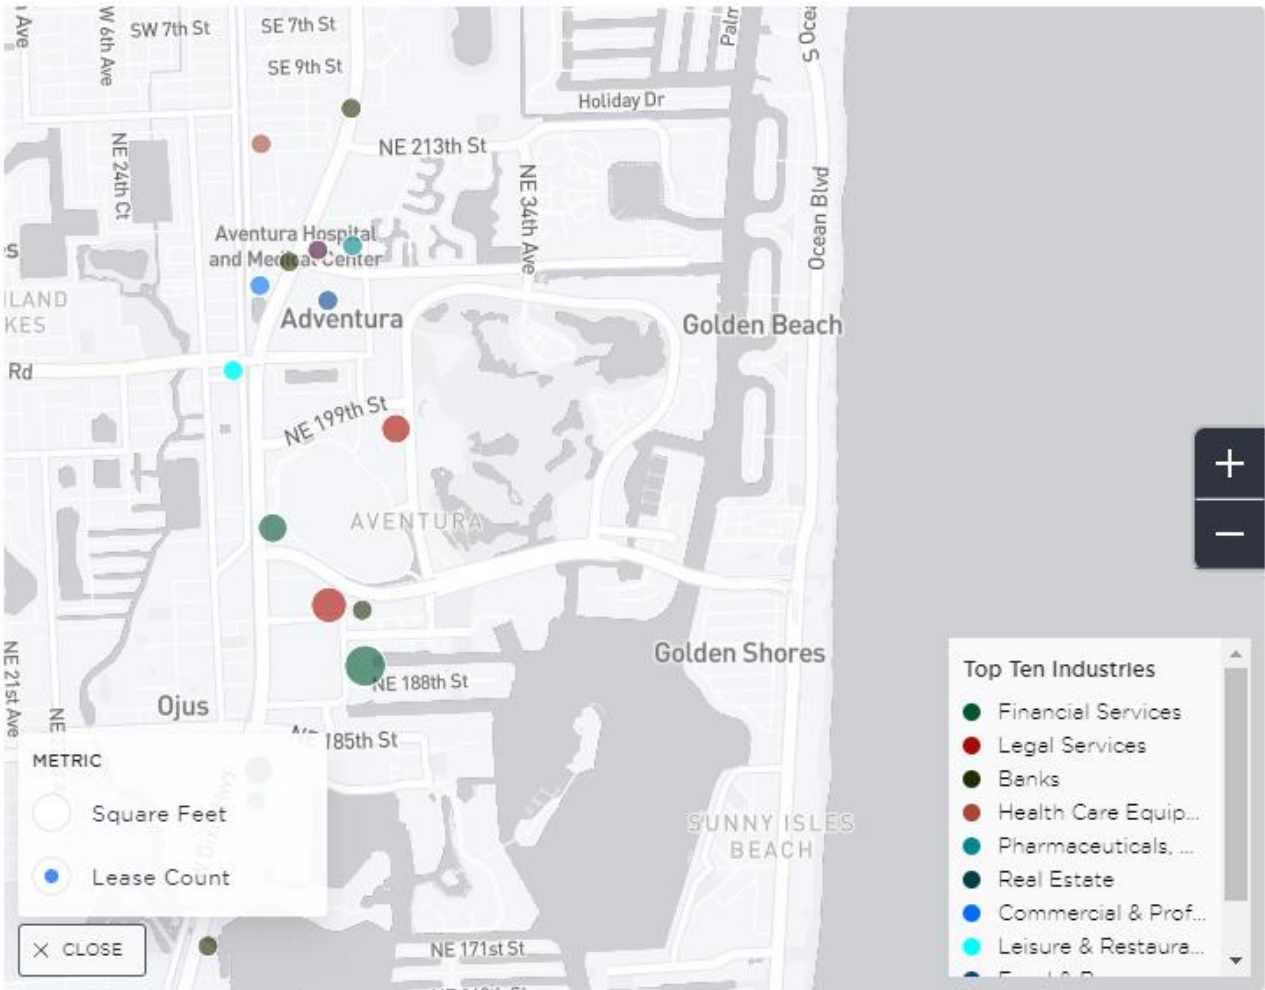 Ave
W 6th Ave
SW 7th St
SE 7th St
SE 9th St
Palm
S Ocea
Holiday Dr
NE 213th St
NE 24th Ct
NE 34th Ave
Ocean Blvd
Aventura Hospital
and Medical Center
Adventura
Golden Beach
Rd
NE 199th St
AVENTURA
NE 21st Ave
NE
Golden Shores
NE 188th St
Ojus
NE 185th St
SUNNY ISLES
BEACH
NE 171st St
METRIC
Square Feet
Lease Count
CLOSE
+
−
Top Ten Industries
Financial Services
Legal Services
Banks
Health Care Equip...
Pharmaceuticals, ...
Real Estate
Commercial & Prof...
Leisure & Restaura...